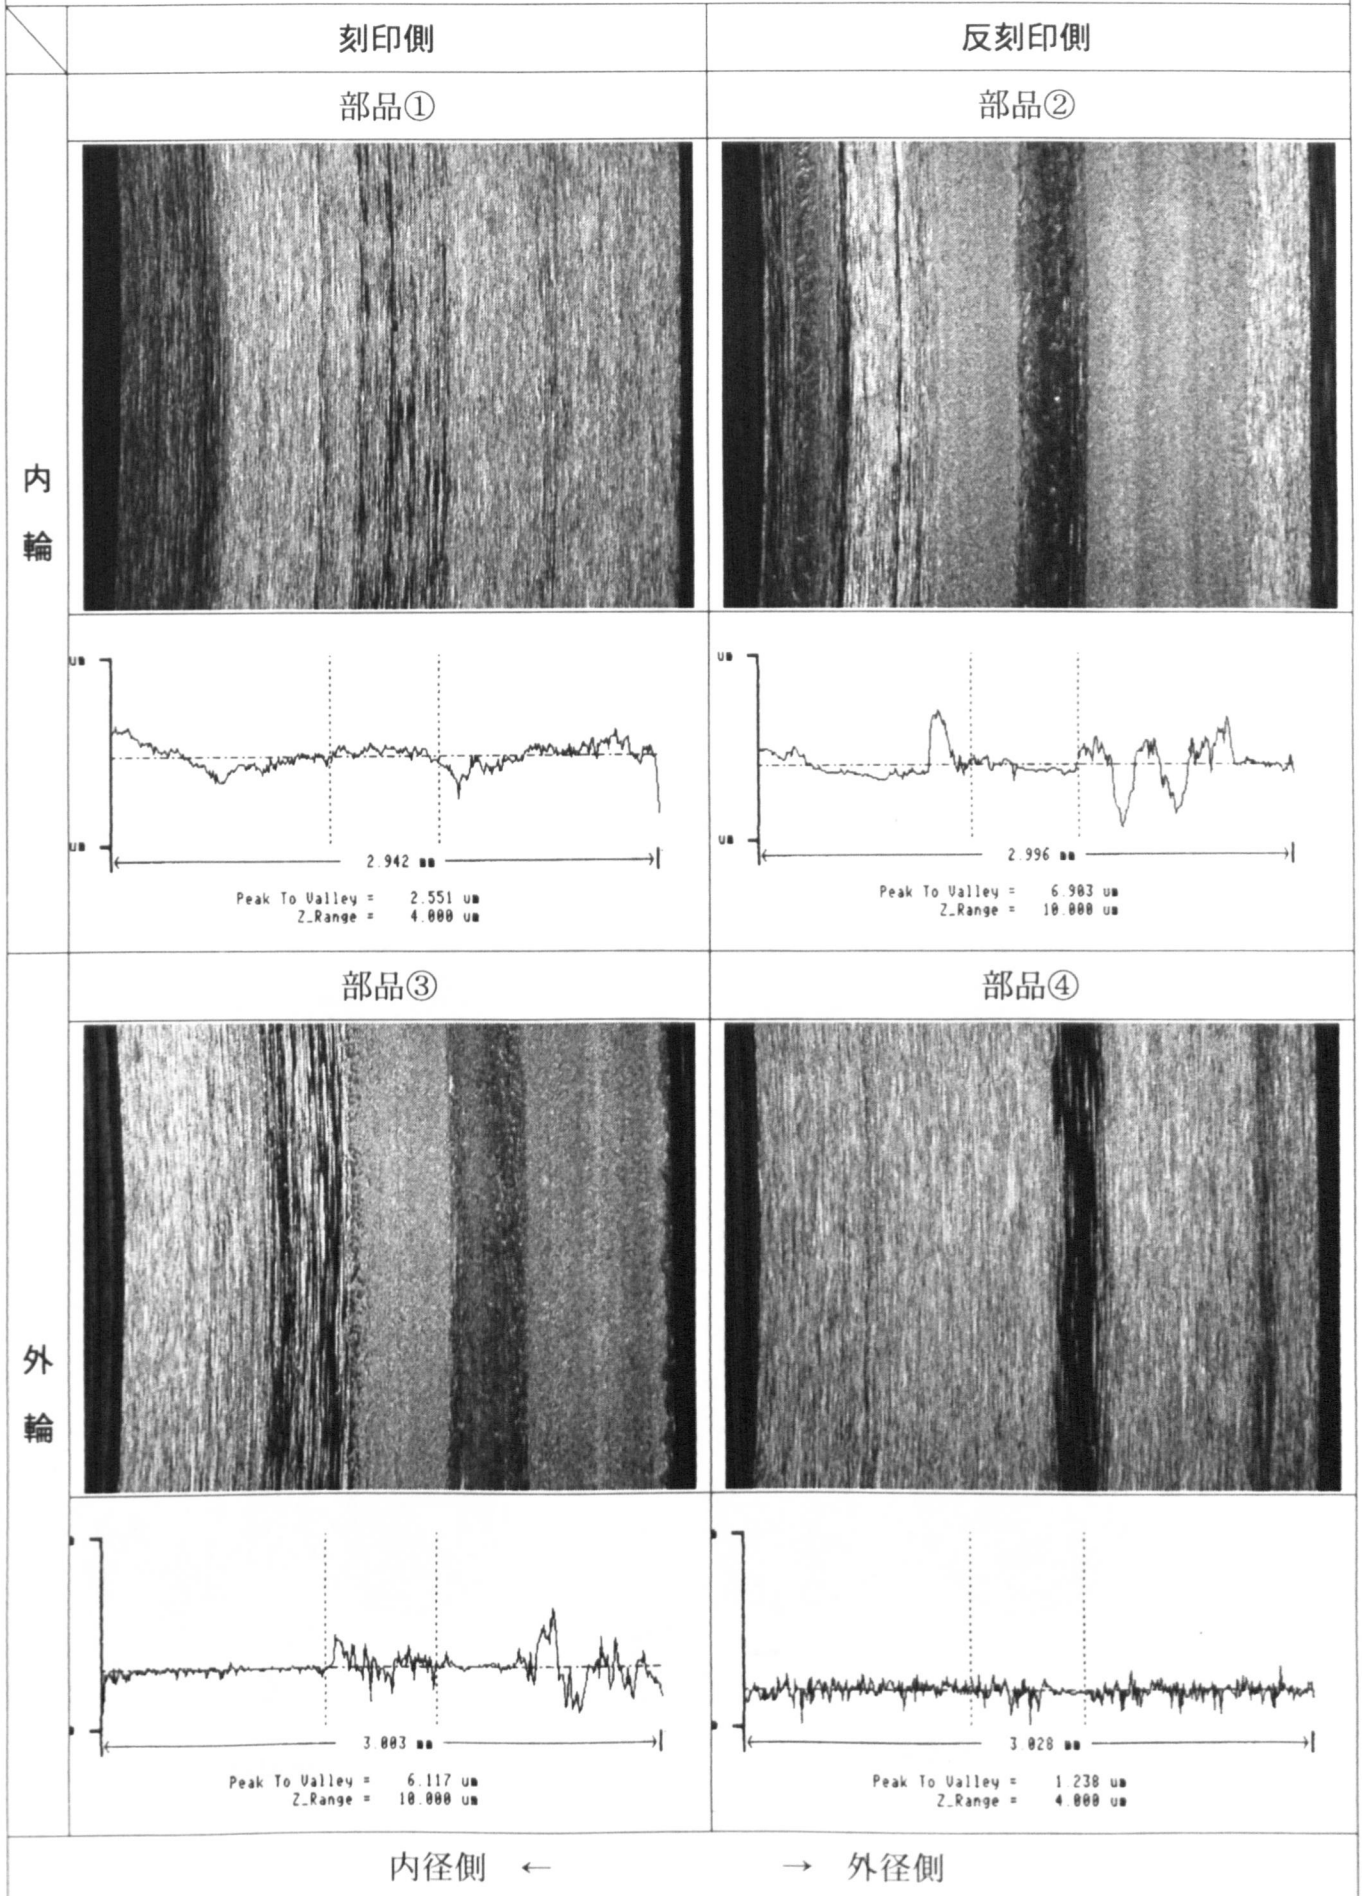 刻印側
反刻印側
部品①
部品②
内輪
um
um
2.942 mm
Peak To Valley = 2.551 um
Z_Range = 4.000 um
um
um
2.996 mm
Peak To Valley = 6.903 um
Z_Range = 10.000 um
部品③
部品④
外輪
3.003 mm
Peak To Valley = 6.117 um
Z_Range = 10.000 um
3 028 mm
Peak To Valley = 1.238 um
Z_Range = 4.000 um
内径側 ←
→ 外径側